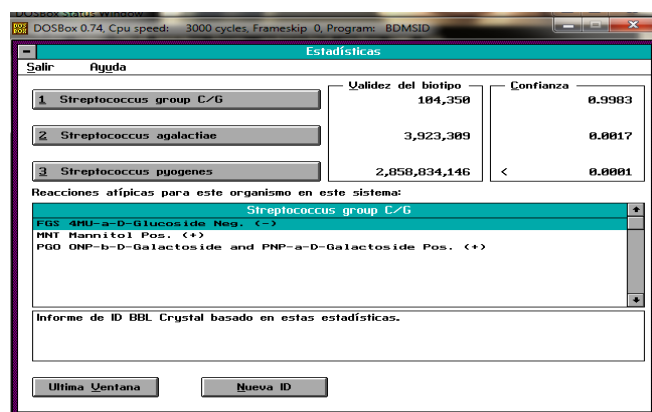 DOSBox Status Window
DOSBox 0.74, Cpu speed: 3000 cycles, Frameskip 0, Program: BDMSID
Estadísticas
Salir Ayuda
Validez del biotipo Confianza
1 Streptococcus group C/G 104,350 0.9983
2 Streptococcus agalactiae 3,923,309 0.0017
3 Streptococcus pyogenes 2,858,834,146 < 0.0001
Reacciones atípicas para este organismo en este sistema:
Streptococcus group C/G
FGS 4MU-a-D-Glucoside Neg. (-)
MNT Mannitol Pos. (+)
PGO ONP-b-D-Galactoside and PNP-a-D-Galactoside Pos. (+)
Informe de ID BBL Crystal basado en estas estadísticas.
Ultima Ventana Nueva ID